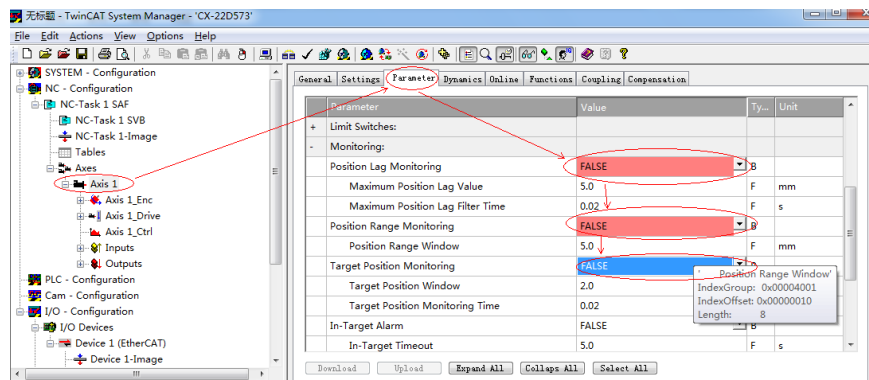 无标题 - TwinCAT System Manager - 'CX-22D573'
File Edit Actions View Options Help
SYSTEM - Configuration
NC - Configuration
NC-Task 1 SAF
NC-Task 1 SVB
NC-Task 1-Image
Tables
Axes
Axis 1
Axis 1_Enc
Axis 1_Drive
Axis 1_Ctrl
Inputs
Outputs
PLC - Configuration
Cam - Configuration
I/O - Configuration
I/O Devices
Device 1 (EtherCAT)
Device 1-Image
General Settings Parameter Dynamics Online Functions Coupling Compensation
Parameter Value Ty... Unit
+ Limit Switches:
- Monitoring:
Position Lag Monitoring FALSE B
Maximum Position Lag Value 5.0 F mm
Maximum Position Lag Filter Time 0.02 F s
Position Range Monitoring FALSE B
Position Range Window 5.0 F mm
Target Position Monitoring FALSE
Target Position Window 2.0
Target Position Monitoring Time 0.02
In-Target Alarm FALSE B
In-Target Timeout 5.0 F s
' Position Range Window'
IndexGroup: 0x00004001
IndexOffset: 0x00000010
Length: 8
Download Upload Expand All Collaps All Select All